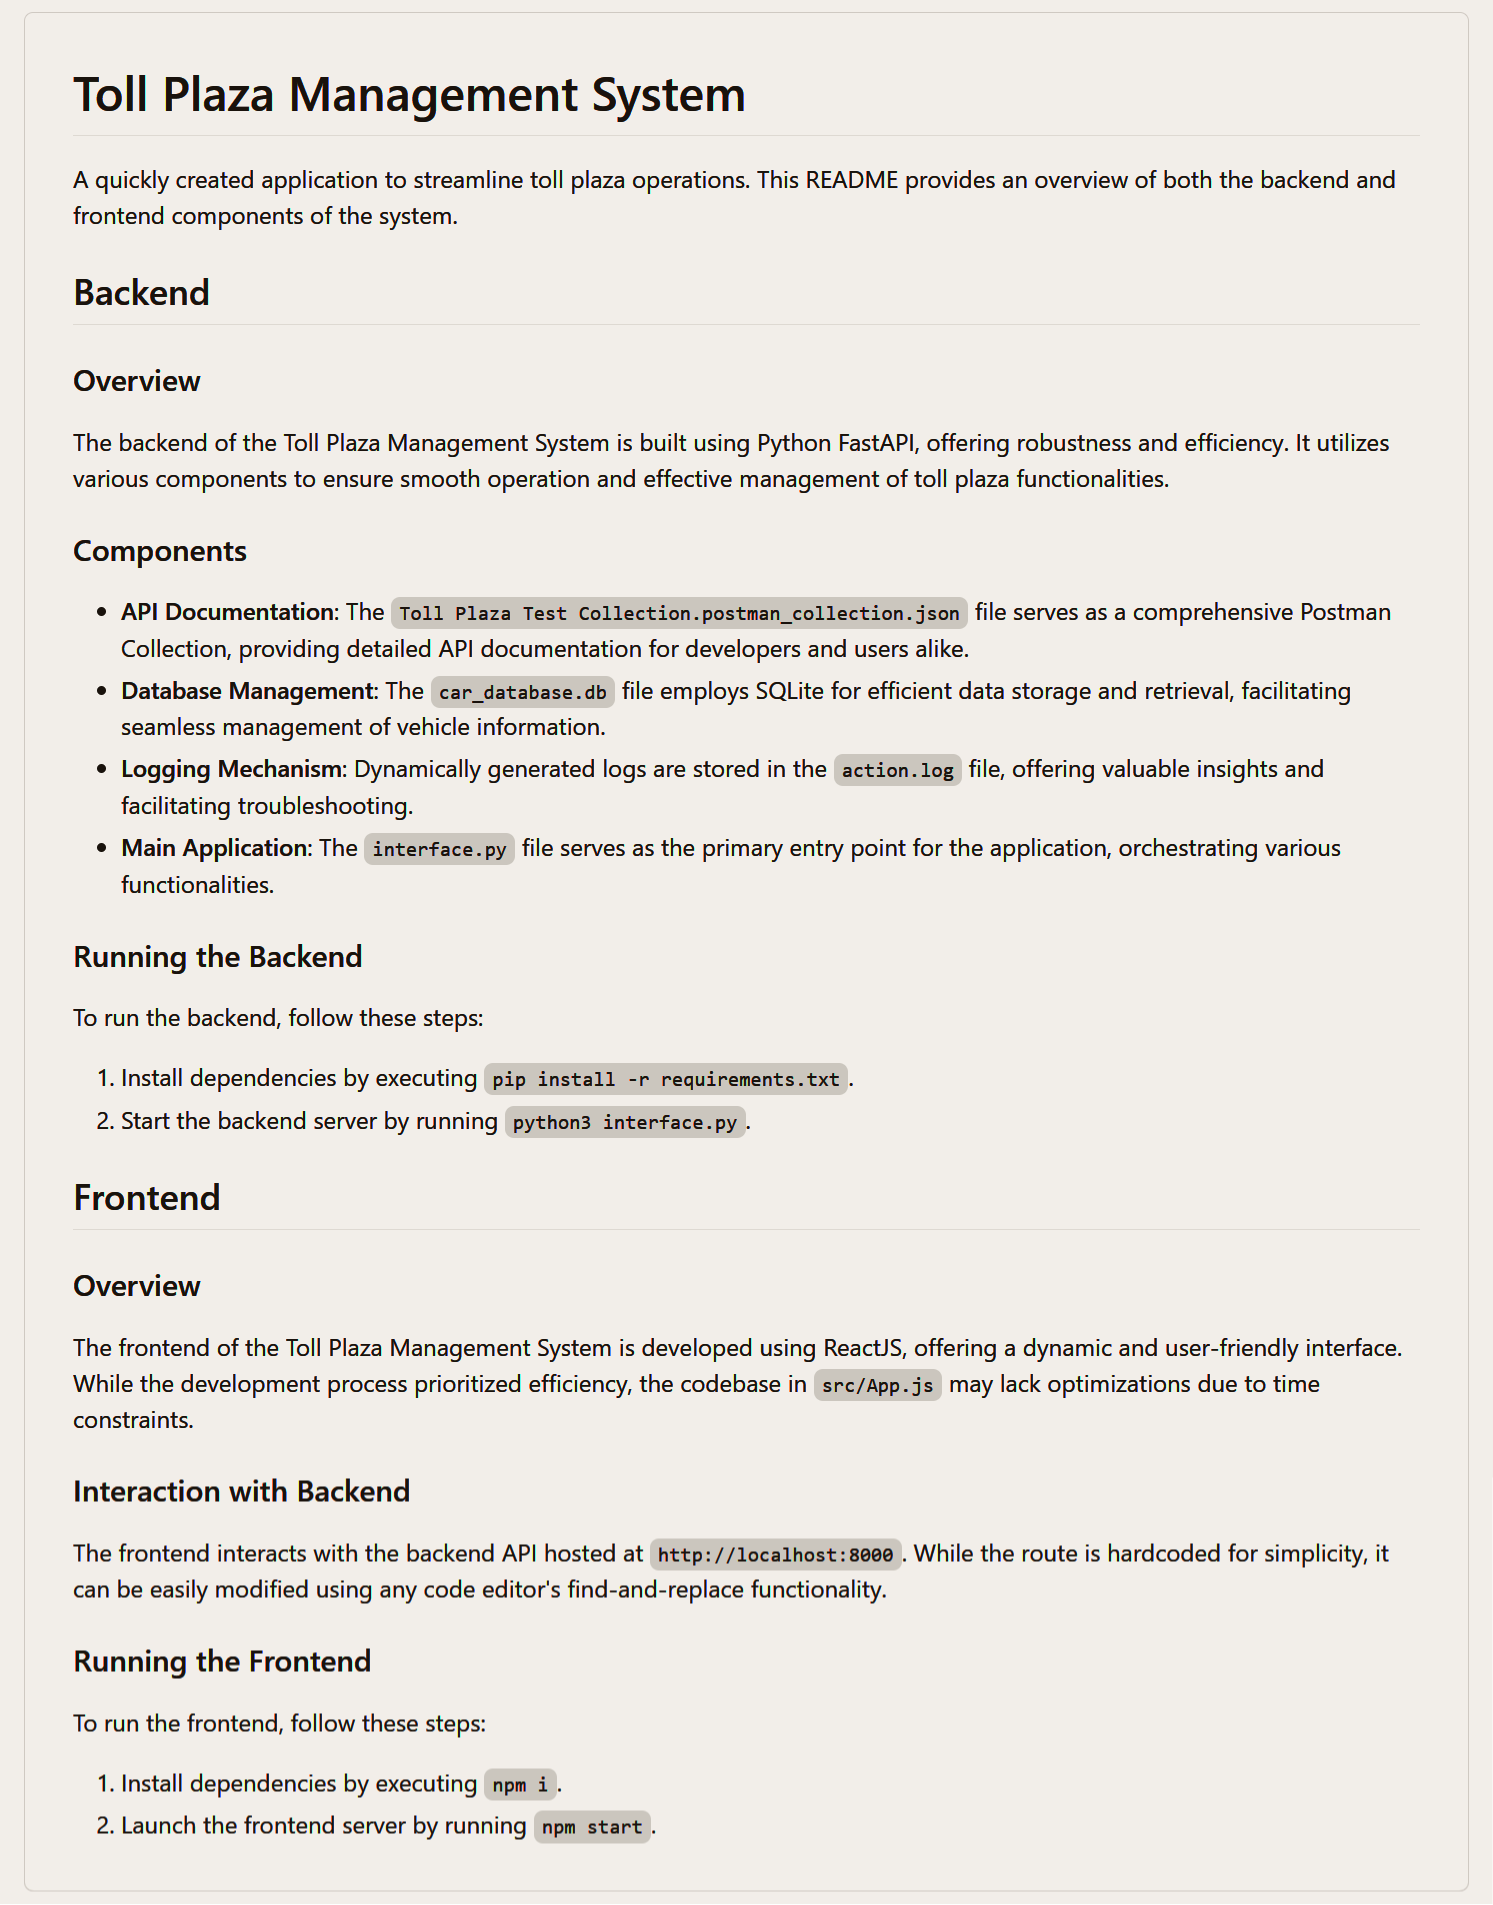 Toll Plaza Management System
A quickly created application to streamline toll plaza operations. This README provides an overview of both the backend and
frontend components of the system.
Backend
Overview
The backend of the Toll Plaza Management System is built using Python FastAPI, offering robustness and efficiency. It utilizes
various components to ensure smooth operation and effective management of toll plaza functionalities.
Components
• API Documentation: The Toll Plaza Test Collection.postman_collection.json file serves as a comprehensive Postman
Collection, providing detailed API documentation for developers and users alike.
• Database Management: The car_database.db file employs SQLite for efficient data storage and retrieval, facilitating
seamless management of vehicle information.
• Logging Mechanism: Dynamically generated logs are stored in the action.log file, offering valuable insights and
facilitating troubleshooting.
• Main Application: The interface.py file serves as the primary entry point for the application, orchestrating various
functionalities.
Running the Backend
To run the backend, follow these steps:
1. Install dependencies by executing pip install -r requirements.txt.
2. Start the backend server by running python3 interface.py.
Frontend
Overview
The frontend of the Toll Plaza Management System is developed using ReactJS, offering a dynamic and user-friendly interface.
While the development process prioritized efficiency, the codebase in src/App.js may lack optimizations due to time
constraints.
Interaction with Backend
The frontend interacts with the backend API hosted at http://localhost:8000. While the route is hardcoded for simplicity, it
can be easily modified using any code editor's find-and-replace functionality.
Running the Frontend
To run the frontend, follow these steps:
1. Install dependencies by executing npm i.
2. Launch the frontend server by running npm start.